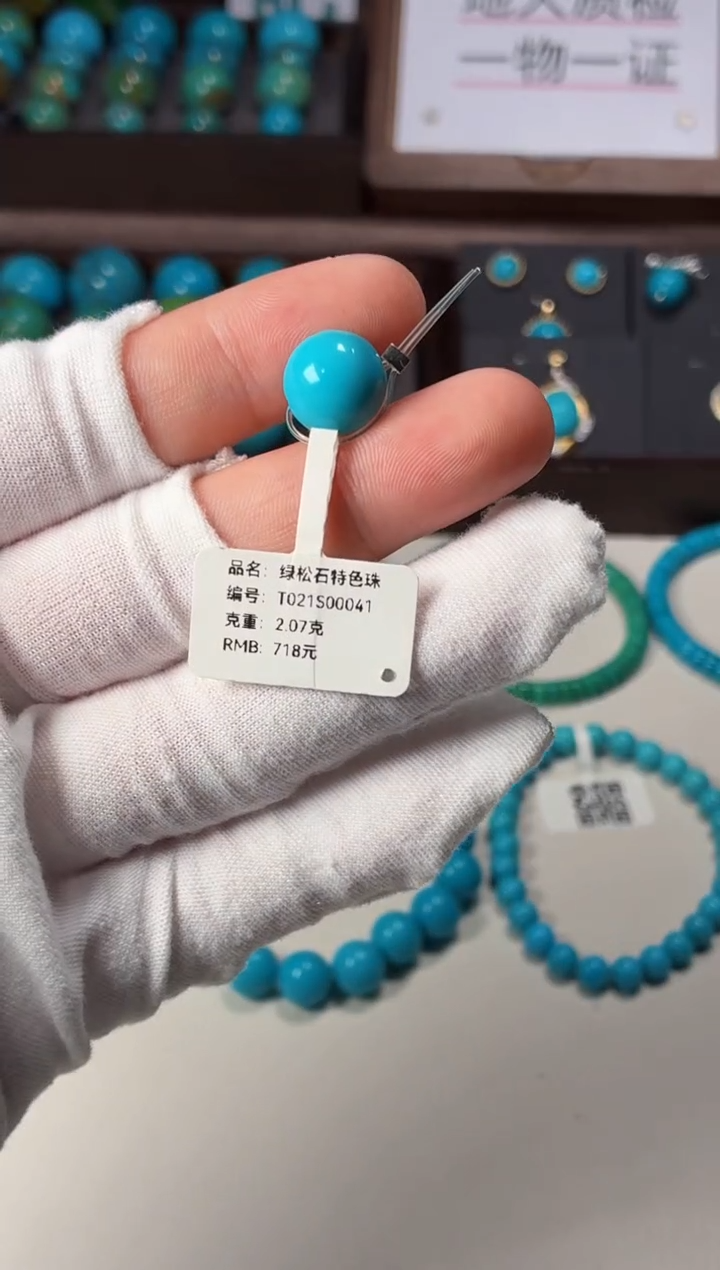 一物一证
品名: 绿松石特色珠
编号: T021S00041
克重: 2.07克
RMB: 718元